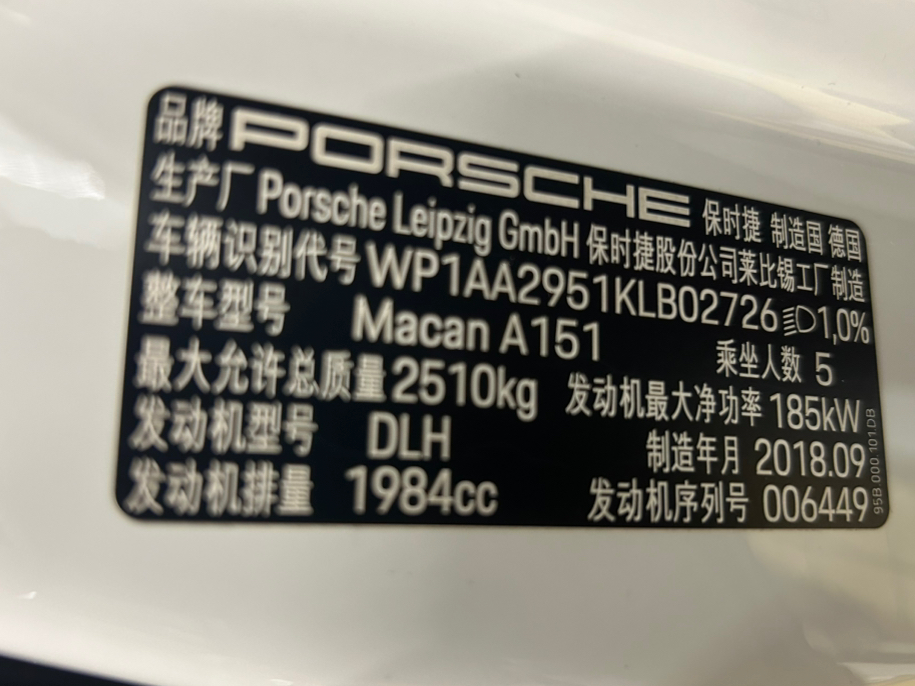 品牌 PORSCHE 保时捷 制造国 德国
生产厂 Porsche Leipzig GmbH 保时捷股份公司莱比锡工厂制造
车辆识别代号 WP1AA2951KLB02726 1,0%
整车型号 Macan A151 乘坐人数 5
最大允许总质量 2510kg 发动机最大净功率 185kW
发动机型号 DLH 制造年月 2018.09
发动机排量 1984cc 发动机序列号 006449
95B 000.101.DB